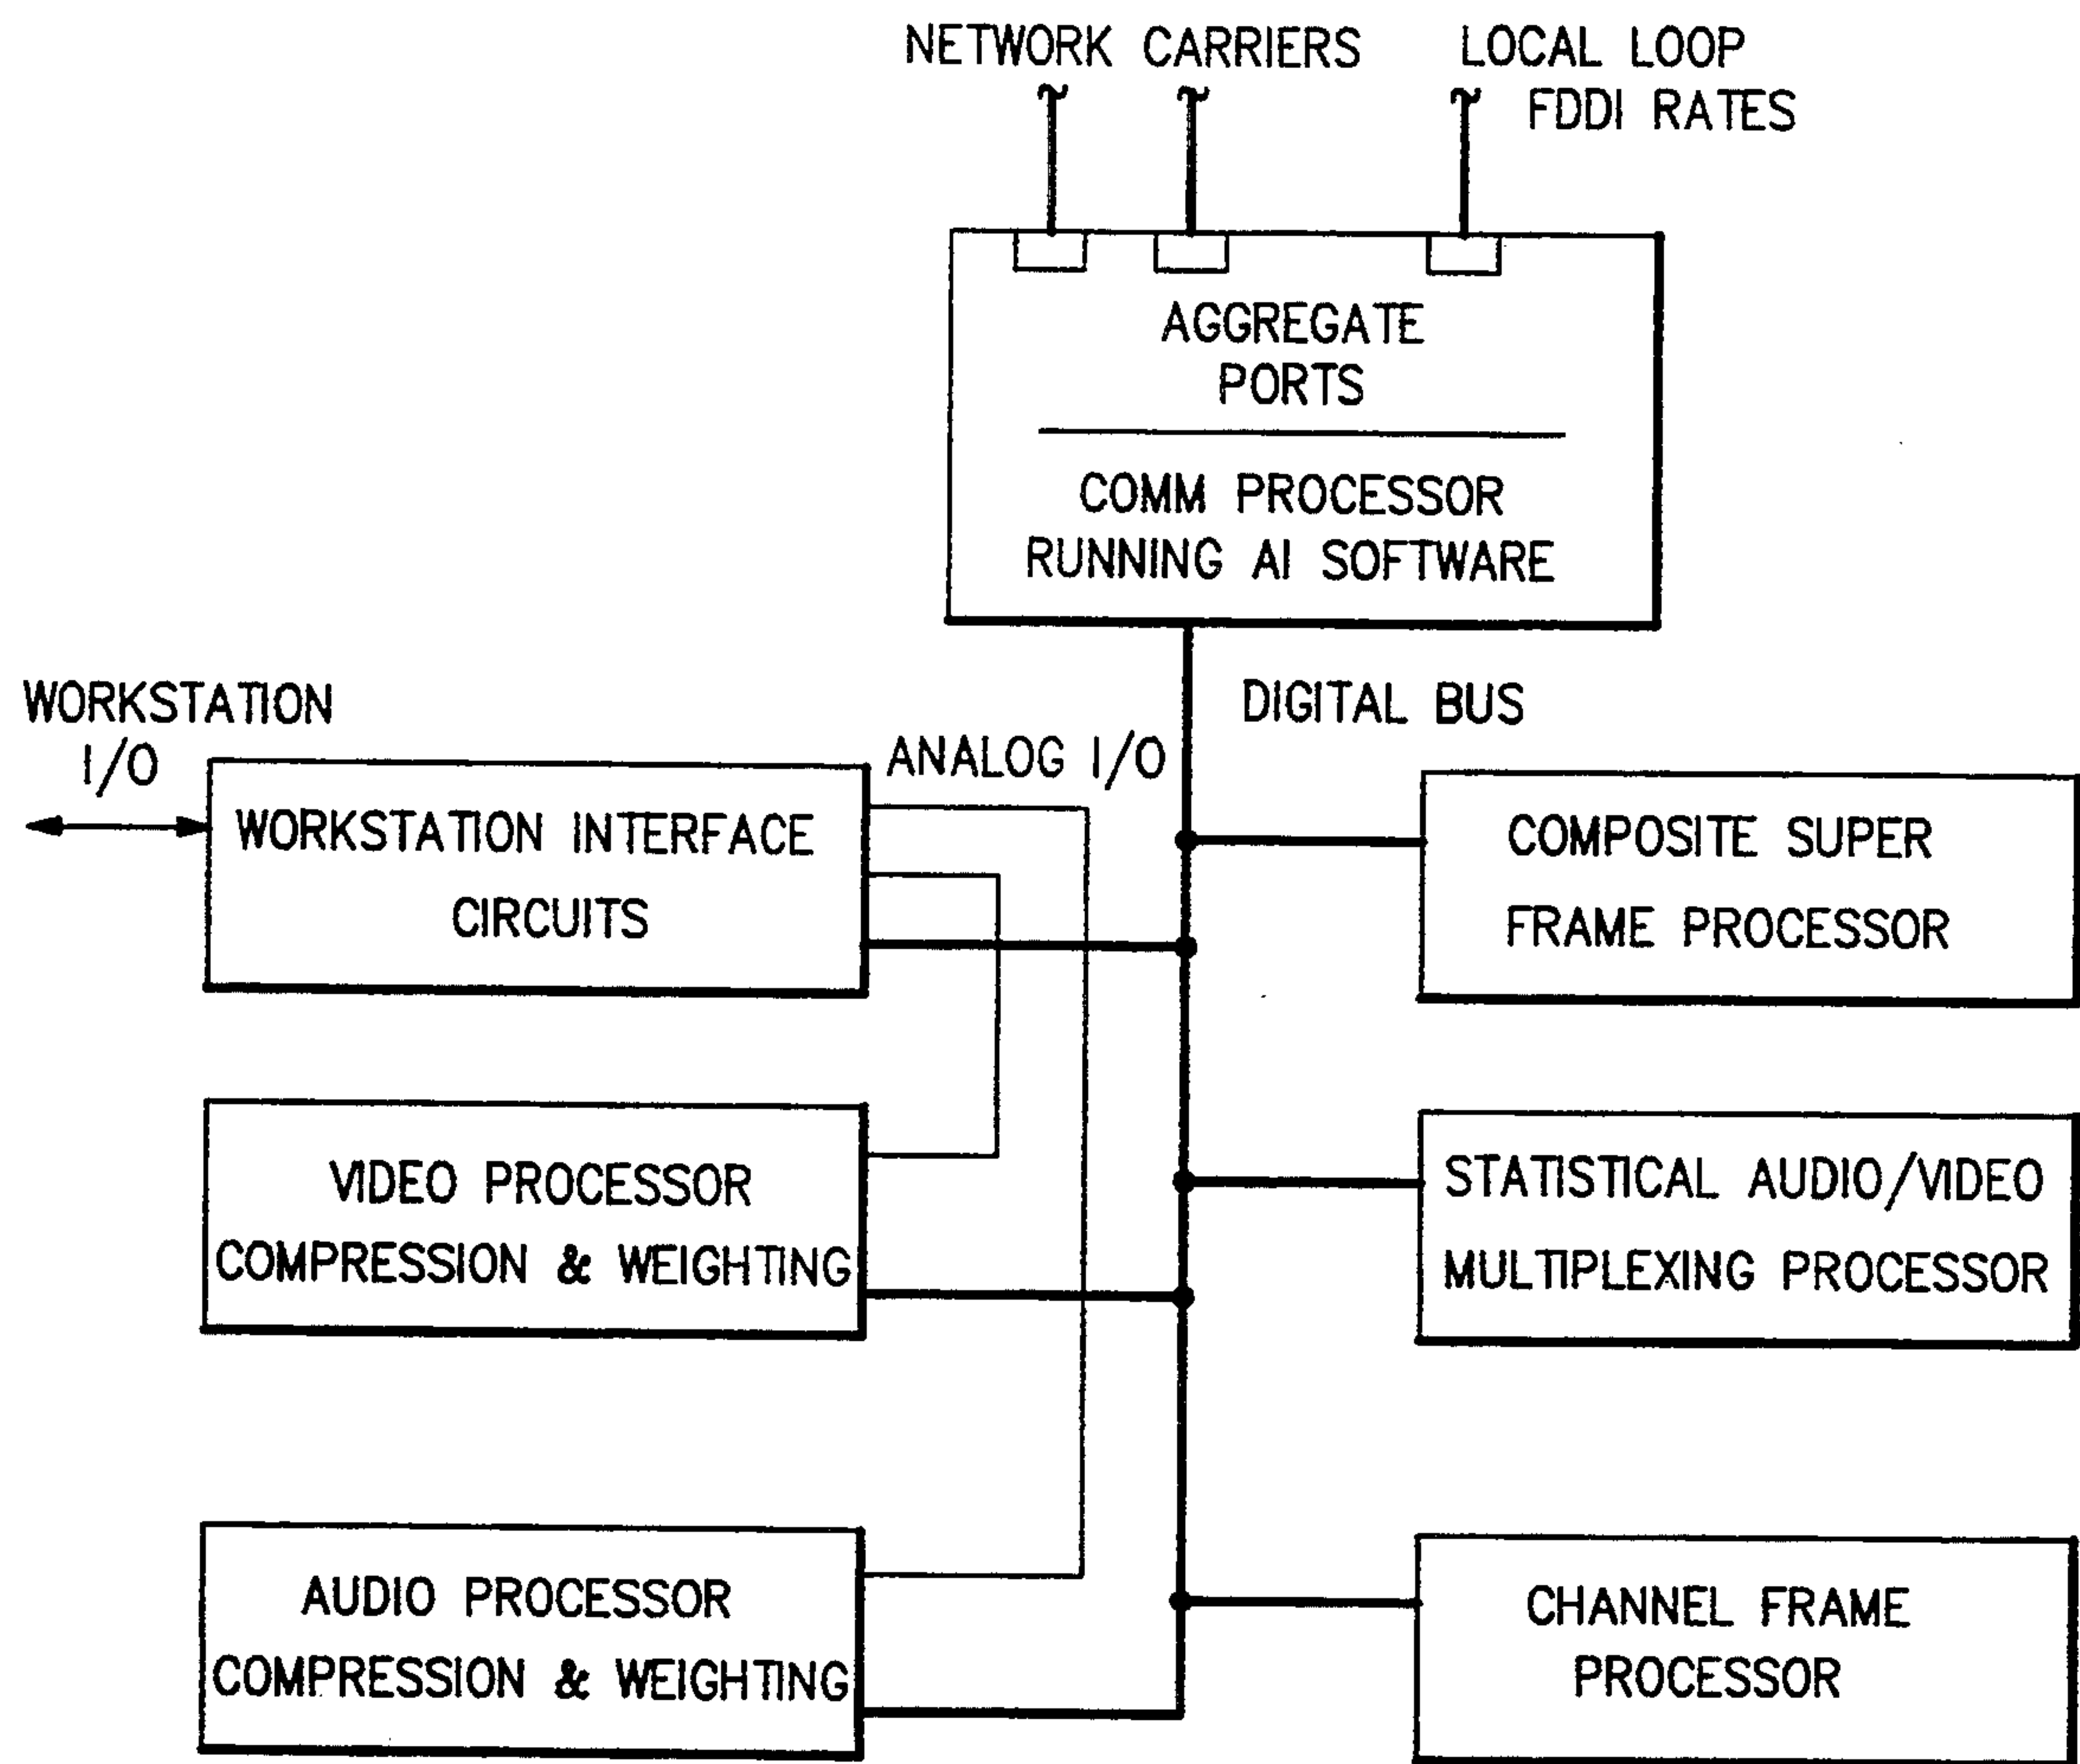 NETWORK CARRIERS
LOCAL LOOP
FDDI RATES
AGGREGATE
PORTS
COMM PROCESSOR
RUNNING AI SOFTWARE
WORKSTATION
I/O
ANALOG I/O
DIGITAL BUS
WORKSTATION INTERFACE
CIRCUITS
COMPOSITE SUPER
FRAME PROCESSOR
VIDEO PROCESSOR
COMPRESSION & WEIGHTING
STATISTICAL AUDIO/VIDEO
MULTIPLEXING PROCESSOR
AUDIO PROCESSOR
COMPRESSION & WEIGHTING
CHANNEL FRAME
PROCESSOR